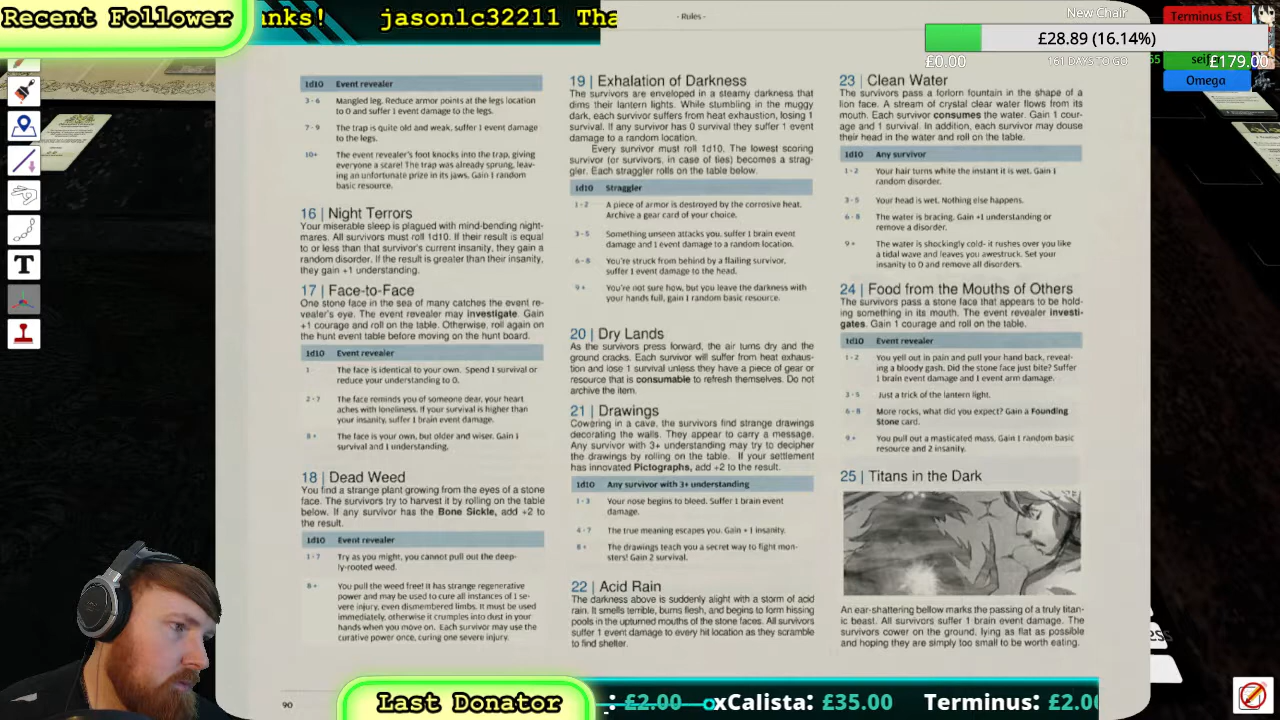 Recent Follower
unks! jasonlc32211 Tha
- Rules -
New Chair
£28.89 (16.14%)
£0.00
161 DAYS TO GO
£179.00
Terminus Est
55
Omega
T
1d10 Event revealer
3 - 6 Mangled leg. Reduce armor points at the legs location
to 0 and suffer 1 event damage to the legs.
7 - 9 The trap is quite old and weak, suffer 1 event damage
to the legs.
10+ The event revealer's foot knocks into the trap, giving
everyone a scare! The trap was already sprung, leav-
ing an unfortunate prize in its jaws. Gain 1 random
basic resource.
16 | Night Terrors
Your miserable sleep is plagued with mind-bending night-
mares. All survivors must roll 1d10. If their result is equal
to or less than that survivor's current insanity, they gain a
random disorder. If the result is greater than their insanity,
they gain +1 understanding.
17 | Face-to-Face
One stone face in the sea of many catches the event re-
vealer's eye. The event revealer may investigate. Gain
+1 courage and roll on the table. Otherwise, roll again on
the hunt event table before moving on the hunt board.
1d10 Event revealer
1 The face is identical to your own. Spend 1 survival or
reduce your understanding to 0.
2 - 7 The face reminds you of someone dear, your heart
aches with loneliness. If your survival is higher than
your insanity, suffer 1 brain event damage.
8+ The face is your own, but older and wiser. Gain 1
survival and 1 understanding.
18 | Dead Weed
You find a strange plant growing from the eyes of a stone
face. The survivors try to harvest it by rolling on the table
below. If any survivor has the Bone Sickle, add +2 to
the result.
1d10 Event revealer
1 - 7 Try as you might, you cannot pull out the deep-
ly-rooted weed.
8+ You pull the weed free! It has strange regenerative
power and may be used to cure all instances of 1 se-
vere injury, even dismembered limbs. It must be used
immediately, otherwise it crumples into dust in your
hands when you move on. Each survivor may use the
curative power once, curing one severe injury.
90
19 | Exhalation of Darkness
The survivors are enveloped in a steamy darkness that
dims their lantern lights. While stumbling in the muggy
dark, each survivor suffers from heat exhaustion, losing 1
survival. If any survivor has 0 survival they suffer 1 event
damage to a random location.
Every survivor must roll 1d10. The lowest scoring
survivor (or survivors, in case of ties) becomes a strag-
gler. Each straggler rolls on the table below.
1d10 Straggler
1 - 2 A piece of armor is destroyed by the corrosive heat.
Archive a gear card of your choice.
3 - 5 Something unseen attacks you, suffer 1 brain event
damage and 1 event damage to a random location.
6 - 8 You're struck from behind by a flailing survivor,
suffer 1 event damage to the head.
9+ You're not sure how, but you leave the darkness with
your hands full, gain 1 random basic resource.
20 | Dry Lands
As the survivors press forward, the air turns dry and the
ground cracks. Each survivor will suffer from heat exhaus-
tion and lose 1 survival unless they have a piece of gear or
resource that is consumable to refresh themselves. Do not
archive the item.
21 | Drawings
Cowering in a cave, the survivors find strange drawings
decorating the walls. They appear to carry a message.
Any survivor with 3+ understanding may try to decipher
the drawings by rolling on the table. If your settlement
has innovated Pictographs, add +2 to the result.
1d10 Any survivor with 3+ understanding
1 - 3 Your nose begins to bleed. Suffer 1 brain event
damage.
4 - 7 The true meaning escapes you. Gain + 1 insanity.
8+ The drawings teach you a secret way to fight mon-
sters! Gain 2 survival.
22 | Acid Rain
The darkness above is suddenly alight with a storm of acid
rain. It smells terrible, burns flesh, and begins to form hissing
pools in the upturned mouths of the stone faces. All survivors
suffer 1 event damage to every hit location as they scramble
to find shelter.
23 | Clean Water
The survivors pass a forlorn fountain in the shape of a
lion face. A stream of crystal clear water flows from its
mouth. Each survivor consumes the water. Gain 1 cour-
age and 1 survival. In addition, each survivor may douse
their head in the water and roll on the table.
1d10 Any survivor
1 - 2 Your hair turns white the instant it is wet. Gain 1
random disorder.
3 - 5 Your head is wet. Nothing else happens.
6 - 8 The water is bracing. Gain +1 understanding or
remove a disorder.
9+ The water is shockingly cold- it rushes over you like
a tidal wave and leaves you awestruck. Set your
insanity to 0 and remove all disorders.
24 | Food from the Mouths of Others
The survivors pass a stone face that appears to be hold-
ing something in its mouth. The event revealer investi-
gates. Gain 1 courage and roll on the table.
1d10 Event revealer
1 - 2 You yell out in pain and pull your hand back, reveal-
ing a bloody gash. Did the stone face just bite? Suffer
1 brain event damage and 1 event arm damage.
3 - 5 Just a trick of the lantern light.
6 - 8 More rocks, what did you expect? Gain a Founding
Stone card.
9+ You pull out a masticated mass. Gain 1 random basic
resource and 2 insanity.
25 | Titans in the Dark
An ear-shattering bellow marks the passing of a truly titan-
ic beast. All survivors suffer 1 brain event damage. The
survivors cower on the ground, lying as flat as possible
and hoping they are simply too small to be worth eating.
Last Donator
: £2.00 xCalista: £35.00 Terminus: £2.00